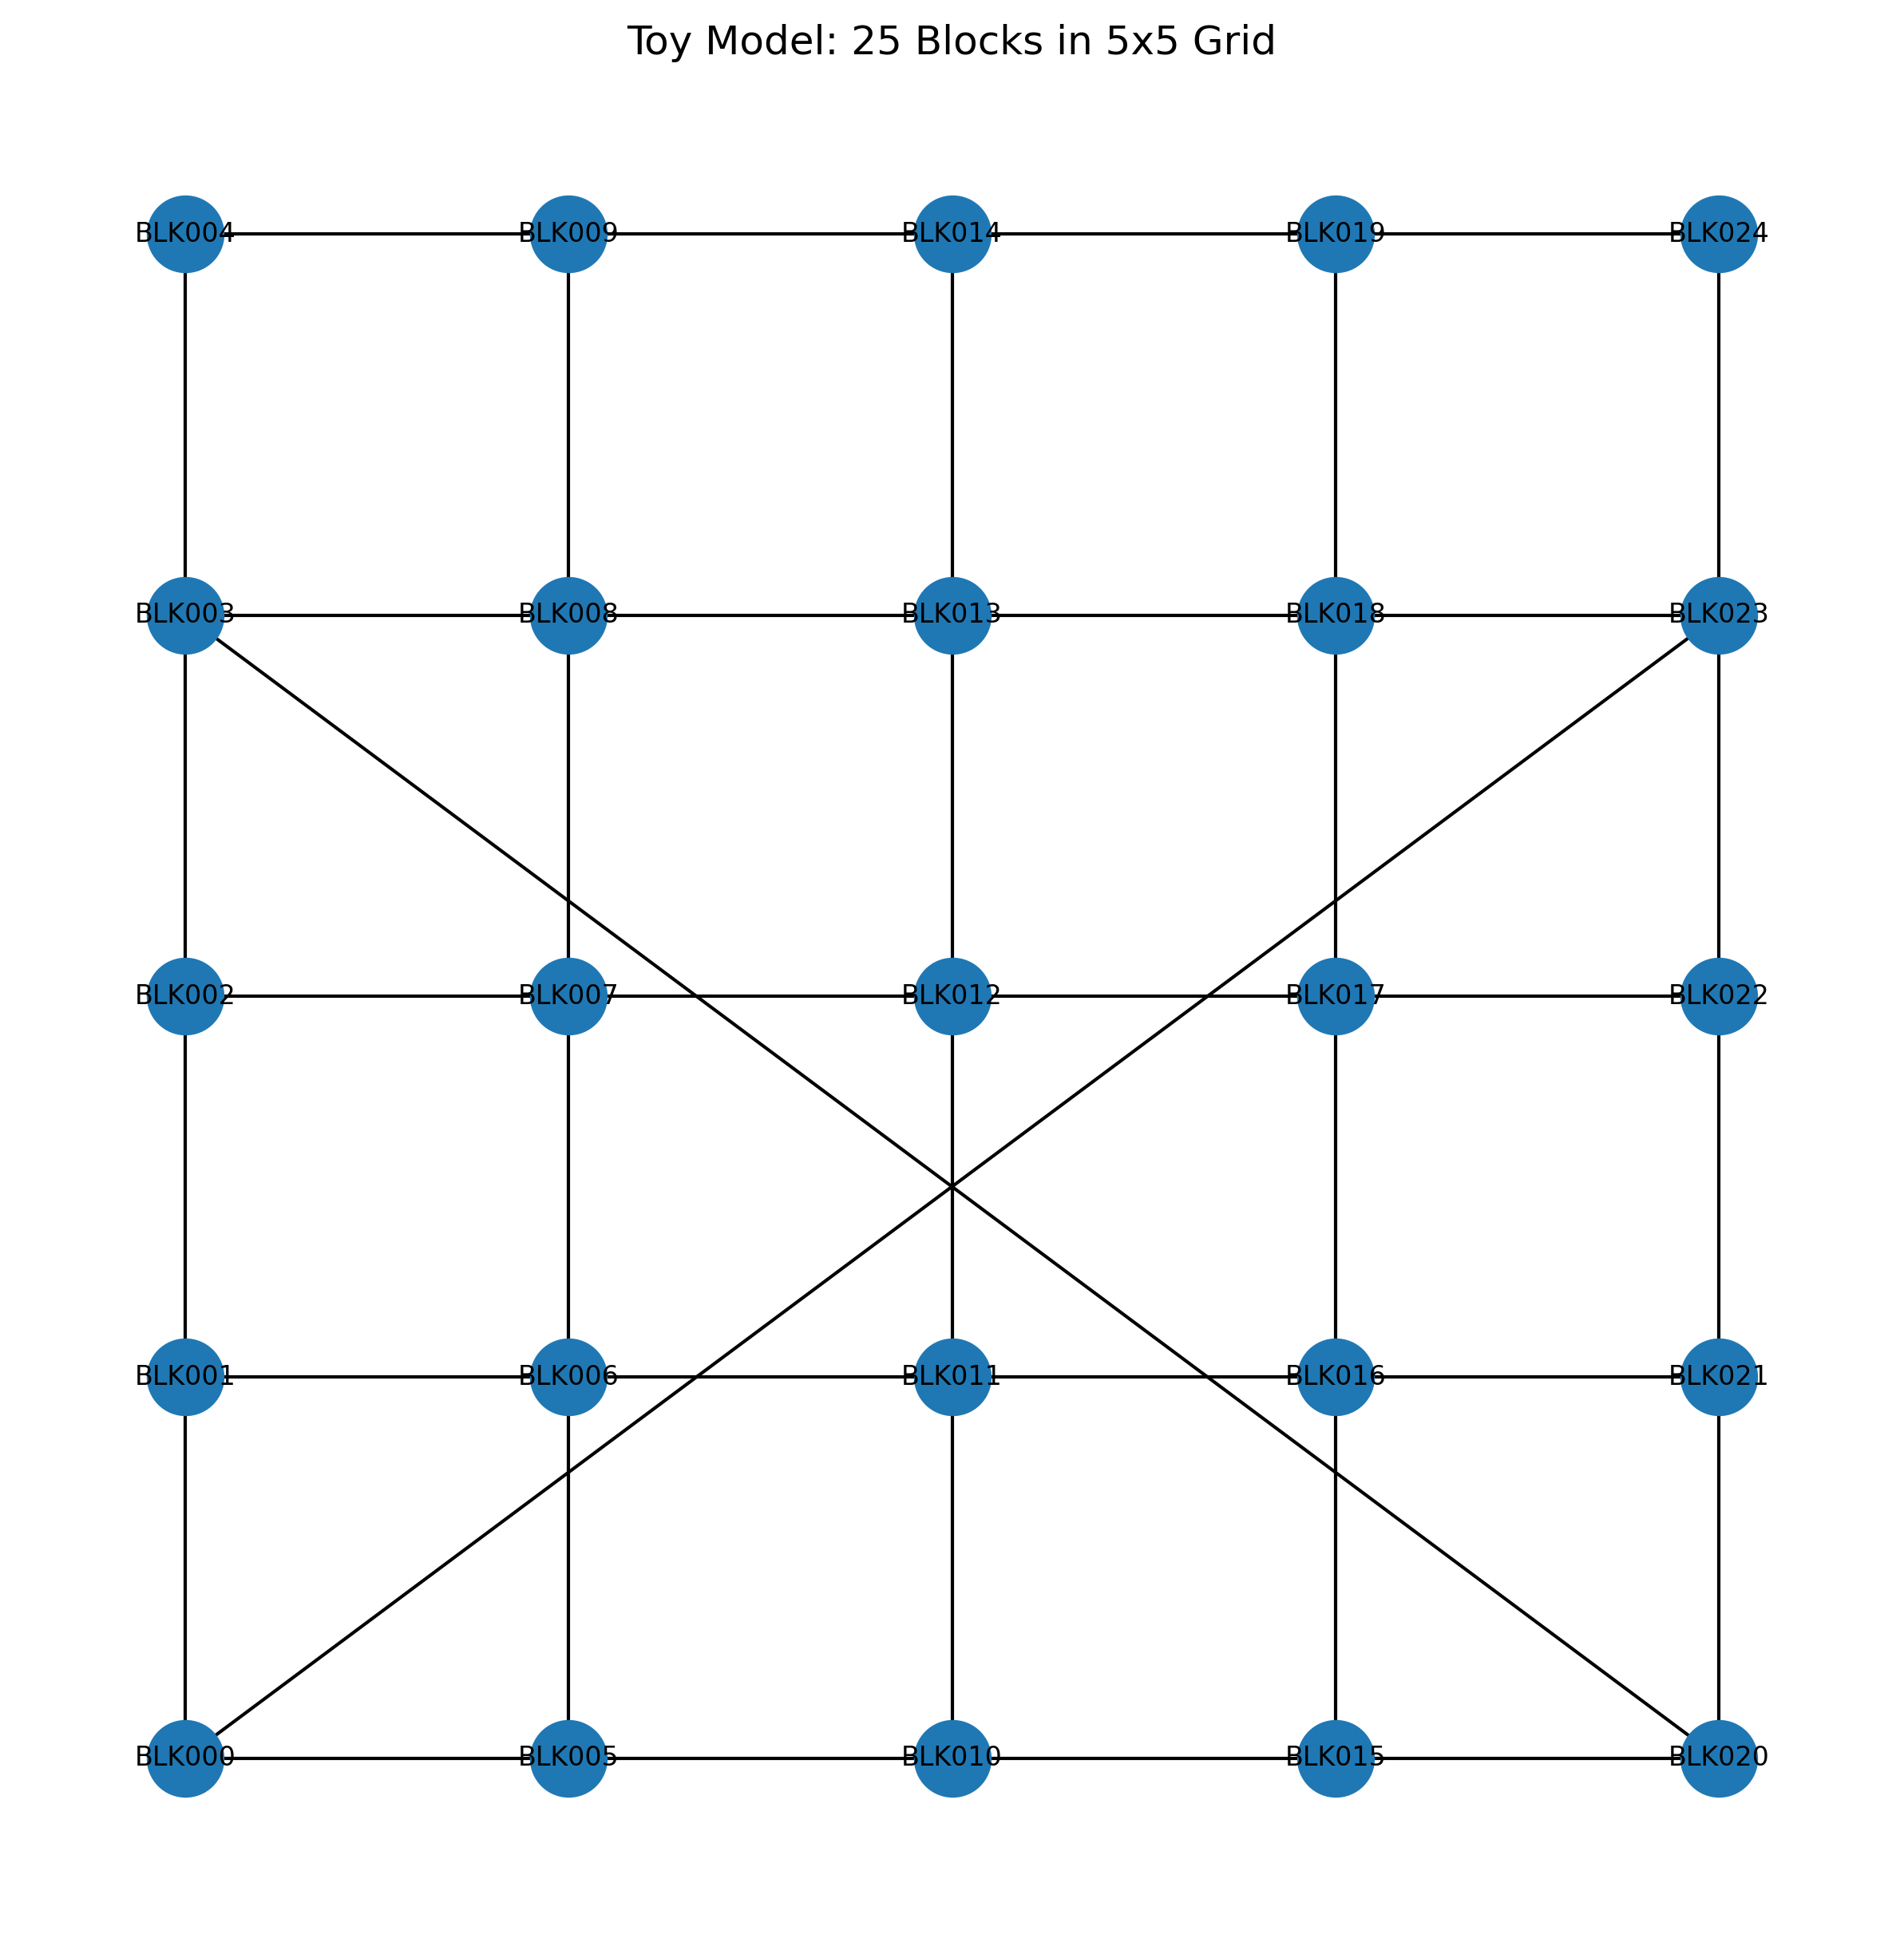 Toy Model: 25 Blocks in 5x5 Grid
BLK004 BLK009 BLK014 BLK019 BLK024
BLK003 BLK008 BLK013 BLK018 BLK023
BLK002 BLK007 BLK012 BLK017 BLK022
BLK001 BLK006 BLK011 BLK016 BLK021
BLK000 BLK005 BLK010 BLK015 BLK020